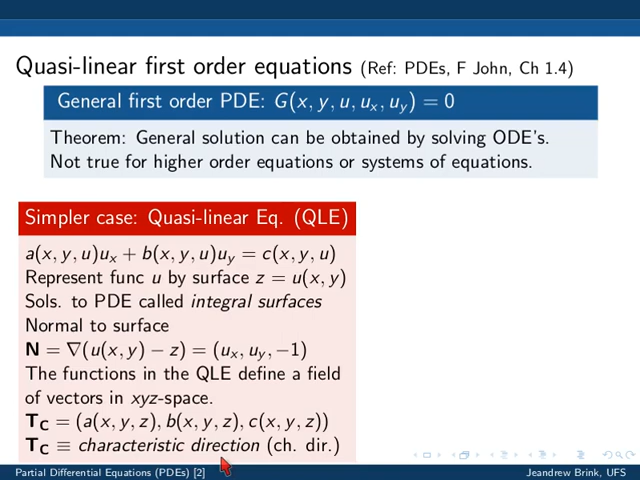 Quasi-linear first order equations (Ref: PDEs, F John, Ch 1.4)
General first order PDE: G(x, y, u, uₓ, u_y) = 0
Theorem: General solution can be obtained by solving ODE's.
Not true for higher order equations or systems of equations.
Simpler case: Quasi-linear Eq. (QLE)
a(x, y, u)uₓ + b(x, y, u)u_y = c(x, y, u)
Represent func u by surface z = u(x, y)
Sols. to PDE called integral surfaces
Normal to surface
N = ∇(u(x, y) − z) = (uₓ, u_y, −1)
The functions in the QLE define a field
of vectors in xyz-space.
T_C = (a(x, y, z), b(x, y, z), c(x, y, z))
T_C ≡ characteristic direction (ch. dir.)
Partial Differential Equations (PDEs) [2]
Jeandrew Brink, UFS